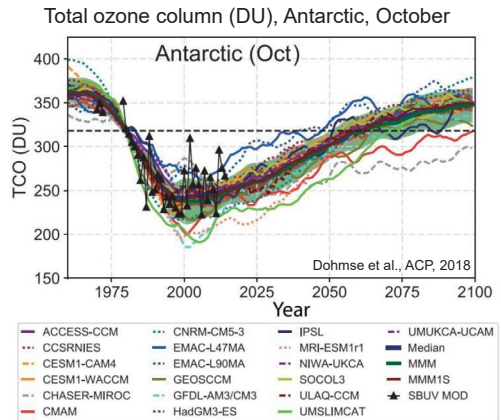 Total ozone column (DU), Antarctic, October
Antarctic (Oct)
TCO (DU)
400
350
300
250
200
150
Dohmse et al., ACP, 2018
1975 2000 2025 2050 2075 2100
Year
ACCESS-CCM CNRM-CM5-3 IPSL UMUKCA-UCAM
CCSRNIES EMAC-L47MA MRI-ESM1r1 Median
CESM1-CAM4 EMAC-L90MA NIWA-UKCA MMM
CESM1-WACCM GEOSCCM SOCOL3 MMM1S
CHASER-MIROC GFDL-AM3/CM3 ULAQ-CCM SBUV MOD
CMAM HadGM3-ES UMSLIMCAT